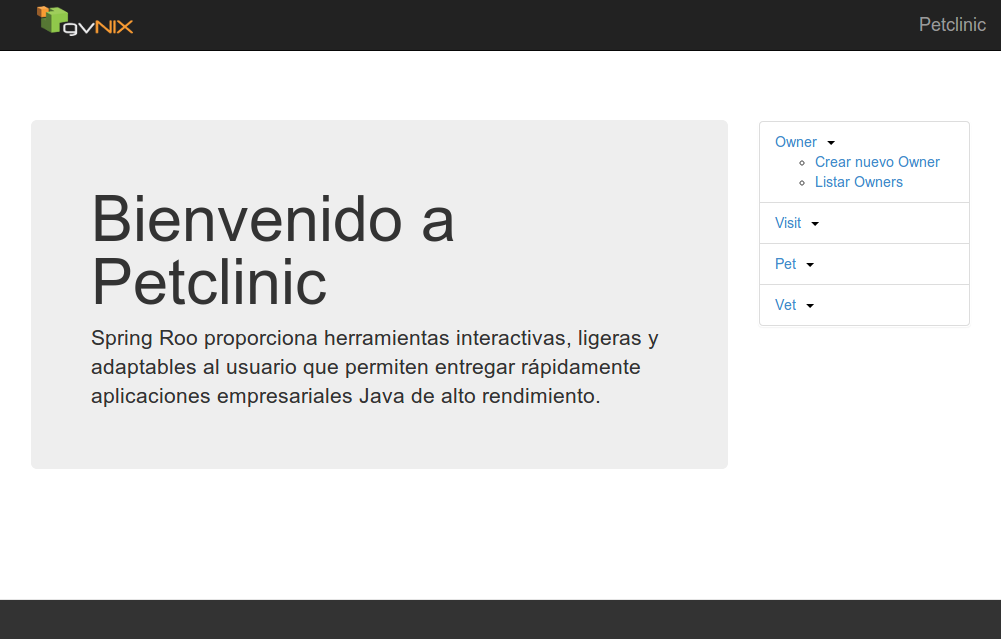 gvNIX
Petclinic
Bienvenido a
Petclinic
Spring Roo proporciona herramientas interactivas, ligeras y
adaptables al usuario que permiten entregar rápidamente
aplicaciones empresariales Java de alto rendimiento.
Owner
Crear nuevo Owner
Listar Owners
Visit
Pet
Vet